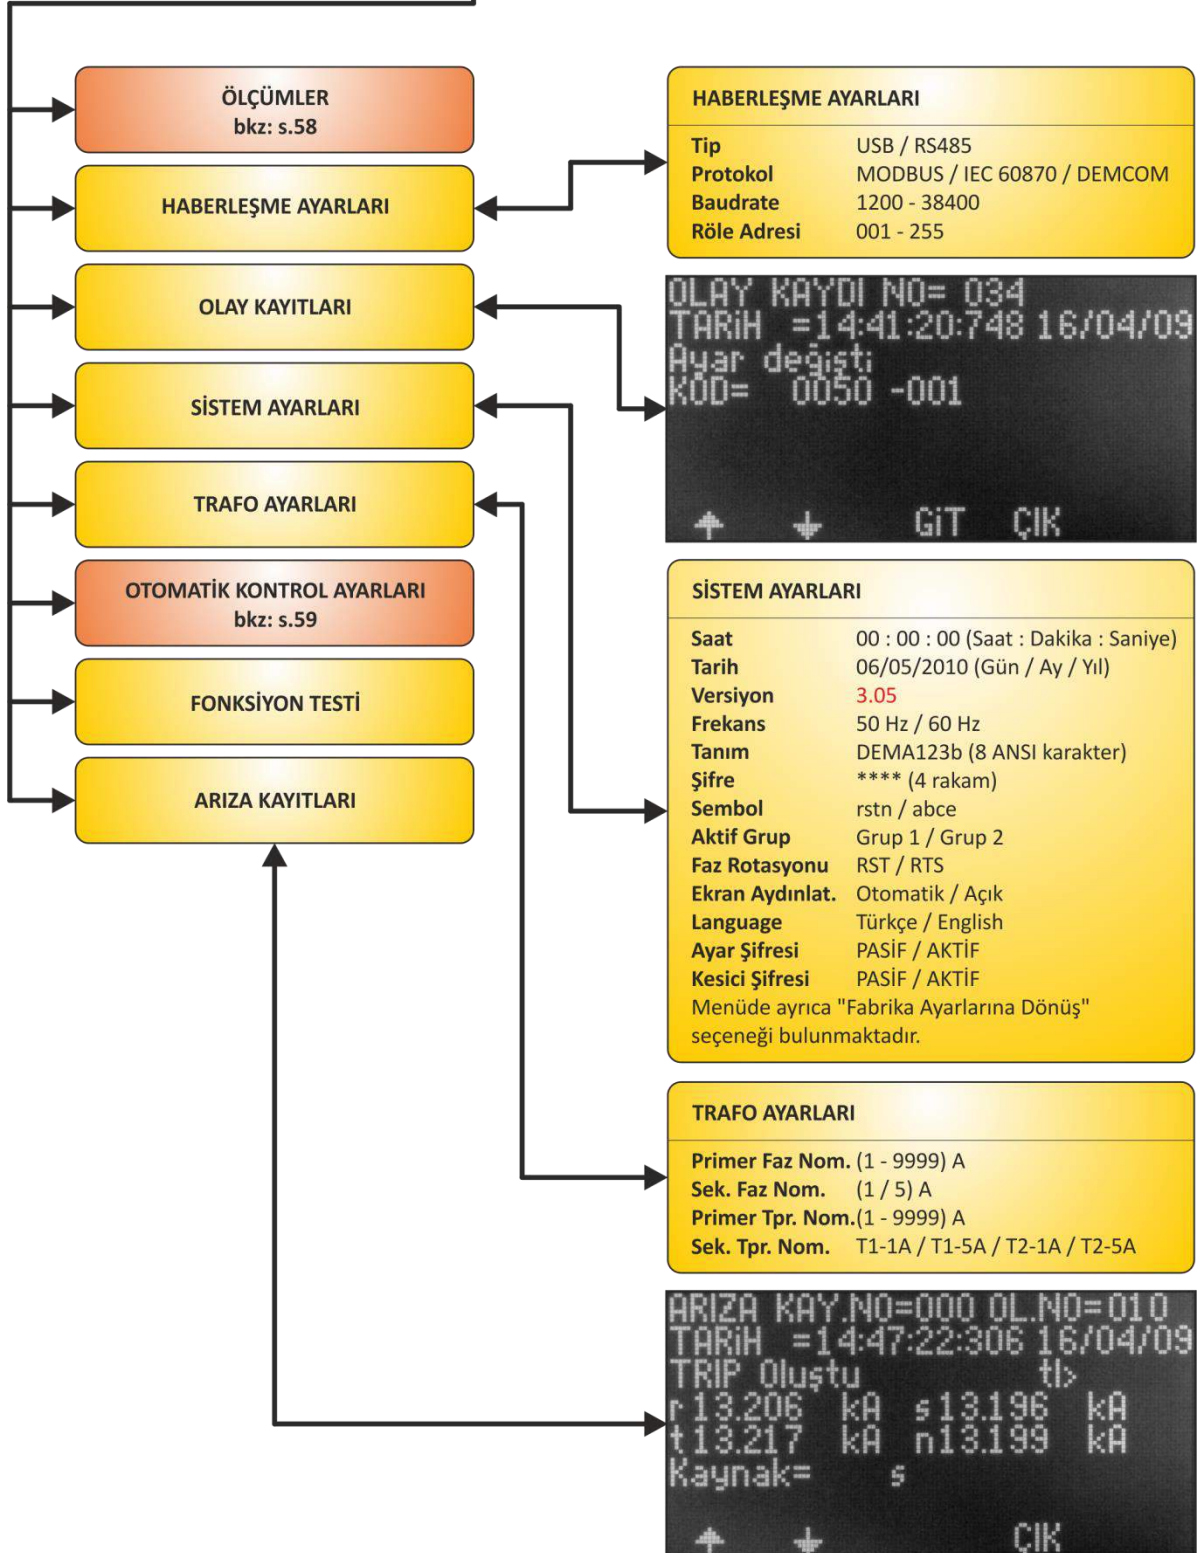 ÖLÇÜMLER
bkz: s.58
HABERLEŞME AYARLARI
OLAY KAYITLARI
SİSTEM AYARLARI
TRAFO AYARLARI
OTOMATİK KONTROL AYARLARI
bkz: s.59
FONKSİYON TESTİ
ARIZA KAYITLARI
HABERLEŞME AYARLARI
Tip USB / RS485
Protokol MODBUS / IEC 60870 / DEMCOM
Baudrate 1200 - 38400
Röle Adresi 001 - 255
OLAY KAYDI NO= 034
TARiH =14:41:20:748 16/04/09
Ayar değişti
KOD= 0050 -001
GiT ÇIK
SİSTEM AYARLARI
Saat 00 : 00 : 00 (Saat : Dakika : Saniye)
Tarih 06/05/2010 (Gün / Ay / Yıl)
Versiyon 3.05
Frekans 50 Hz / 60 Hz
Tanım DEMA123b (8 ANSI karakter)
Şifre **** (4 rakam)
Sembol rstn / abce
Aktif Grup Grup 1 / Grup 2
Faz Rotasyonu RST / RTS
Ekran Aydınlat. Otomatik / Açık
Language Türkçe / English
Ayar Şifresi PASİF / AKTİF
Kesici Şifresi PASİF / AKTİF
Menüde ayrıca "Fabrika Ayarlarına Dönüş"
seçeneği bulunmaktadır.
TRAFO AYARLARI
Primer Faz Nom. (1 - 9999) A
Sek. Faz Nom. (1 / 5) A
Primer Tpr. Nom. (1 - 9999) A
Sek. Tpr. Nom. T1-1A / T1-5A / T2-1A / T2-5A
ARIZA KAY.NO=000 OL.NO=010
TARiH =14:47:22:306 16/04/09
TRIP Oluştu tI>
r13.206 kA s13.196 kA
t13.217 kA n13.199 kA
Kaynak= s
ÇIK